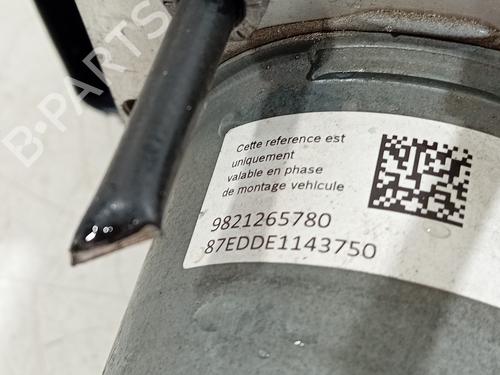 B-PARTS
Cette reference est
uniquement
valable en phase
de montage vehicule
9821265780
87EDDE1143750